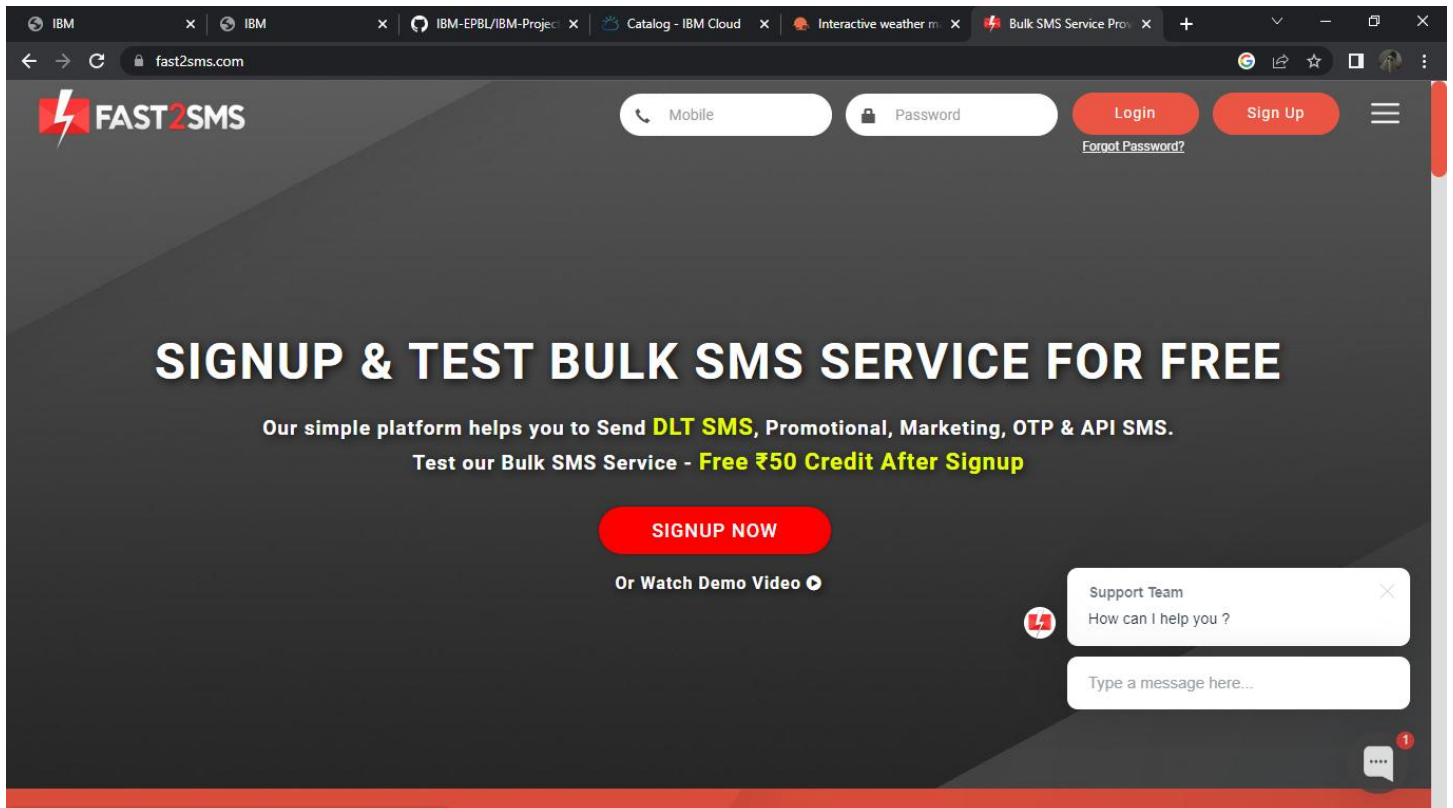 IBM
IBM
IBM-EPBL/IBM-Projec
Catalog - IBM Cloud
Interactive weather m
Bulk SMS Service Prov
fast2sms.com
FAST2SMS
Mobile
Password
Login
Sign Up
Forgot Password?
SIGNUP & TEST BULK SMS SERVICE FOR FREE
Our simple platform helps you to Send DLT SMS, Promotional, Marketing, OTP & API SMS.
Test our Bulk SMS Service - Free ₹50 Credit After Signup
SIGNUP NOW
Or Watch Demo Video
Support Team
How can I help you ?
Type a message here...
1